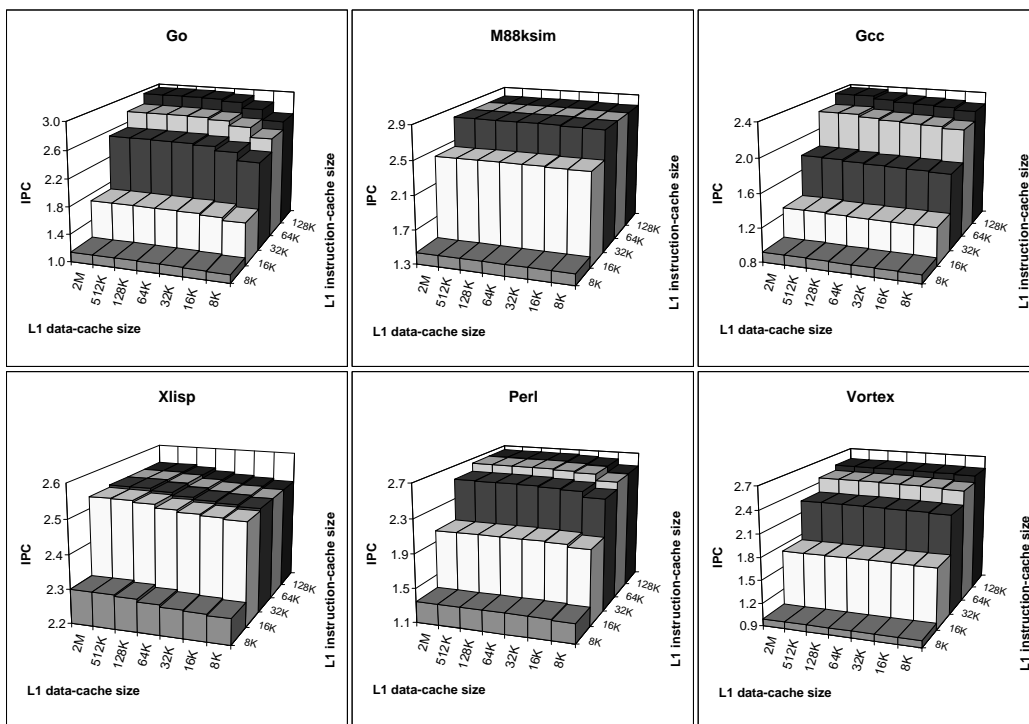 Go
3.0
2.6
2.2
1.8
1.4
1.0
IPC
2M
512K
128K
64K
32K
16K
8K
L1 data-cache size
8K
16K
32K
64K
128K
L1 instruction-cache size
M88ksim
2.9
2.5
2.1
1.7
1.3
IPC
2M
512K
128K
64K
32K
16K
8K
L1 data-cache size
8K
16K
32K
64K
128K
L1 instruction-cache size
Gcc
2.4
2.0
1.6
1.2
0.8
IPC
2M
512K
128K
64K
32K
16K
8K
L1 data-cache size
8K
16K
32K
64K
128K
L1 instruction-cache size
Xlisp
2.6
2.5
2.4
2.3
2.2
IPC
2M
512K
128K
64K
32K
16K
8K
L1 data-cache size
8K
16K
32K
64K
128K
L1 instruction-cache size
Perl
2.7
2.3
1.9
1.5
1.1
IPC
2M
512K
128K
64K
32K
16K
8K
L1 data-cache size
8K
16K
32K
64K
128K
L1 instruction-cache size
Vortex
2.7
2.4
2.1
1.8
1.5
1.2
0.9
IPC
2M
512K
128K
64K
32K
16K
8K
L1 data-cache size
8K
16K
32K
64K
128K
L1 instruction-cache size